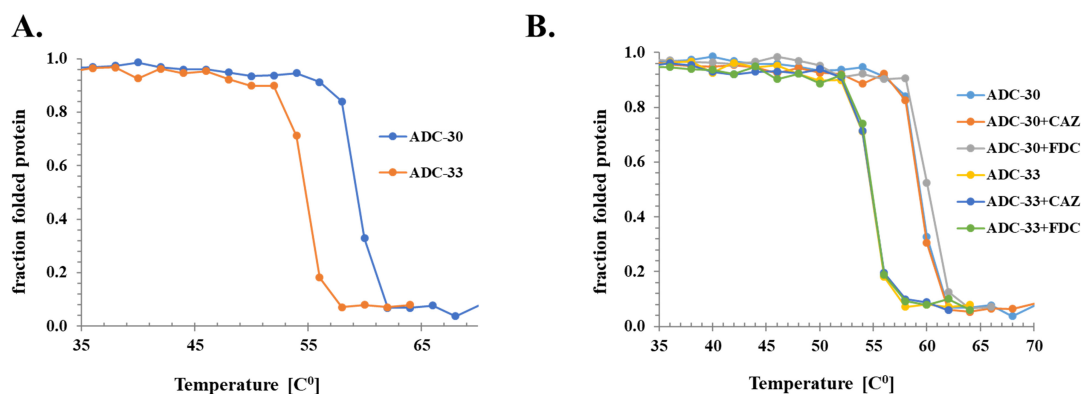 A.
1.0
0.8
0.6
0.4
0.2
0.0
fraction folded protein
35
45
55
65
Temperature [C⁰]
ADC-30
ADC-33
B.
1.0
0.8
0.6
0.4
0.2
0.0
fraction folded protein
35 40 45 50 55 60 65 70
Temperature [C⁰]
ADC-30
ADC-30+CAZ
ADC-30+FDC
ADC-33
ADC-33+CAZ
ADC-33+FDC